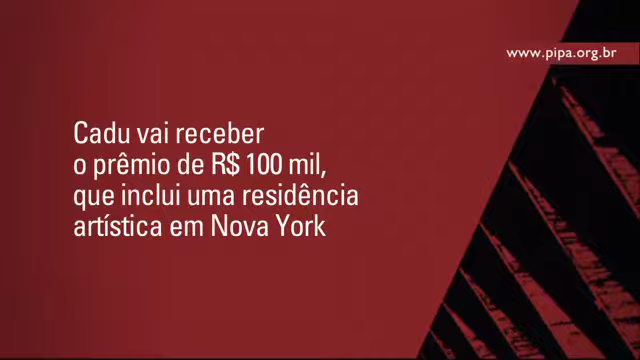 www.pipa.org.br
Cadu vai receber
o prêmio de R$ 100 mil,
que inclui uma residência
artística em Nova York